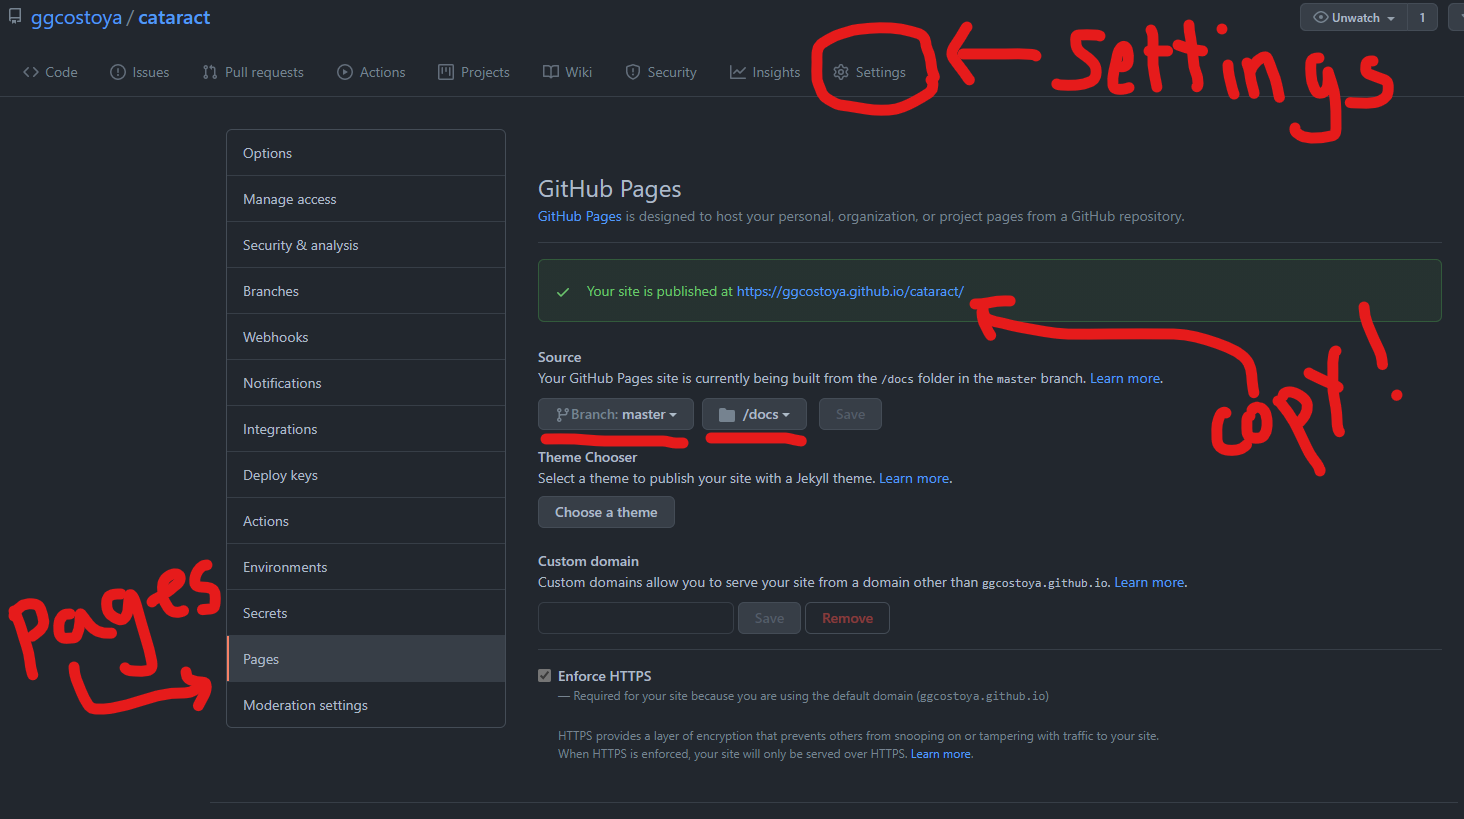 ggcostoya / cataract
Unwatch 1
Code Issues Pull requests Actions Projects Wiki Security Insights Settings
Settings
Options
Manage access
Security & analysis
Branches
Webhooks
Notifications
Integrations
Deploy keys
Actions
Environments
Secrets
Pages
Moderation settings
Pages
GitHub Pages
GitHub Pages is designed to host your personal, organization, or project pages from a GitHub repository.
Your site is published at https://ggcostoya.github.io/cataract/
Copy!
Source
Your GitHub Pages site is currently being built from the /docs folder in the master branch. Learn more.
Branch: master /docs Save
Theme Chooser
Select a theme to publish your site with a Jekyll theme. Learn more.
Choose a theme
Custom domain
Custom domains allow you to serve your site from a domain other than ggcostoya.github.io. Learn more.
Save Remove
Enforce HTTPS
— Required for your site because you are using the default domain (ggcostoya.github.io)
HTTPS provides a layer of encryption that prevents others from snooping on or tampering with traffic to your site.
When HTTPS is enforced, your site will only be served over HTTPS. Learn more.